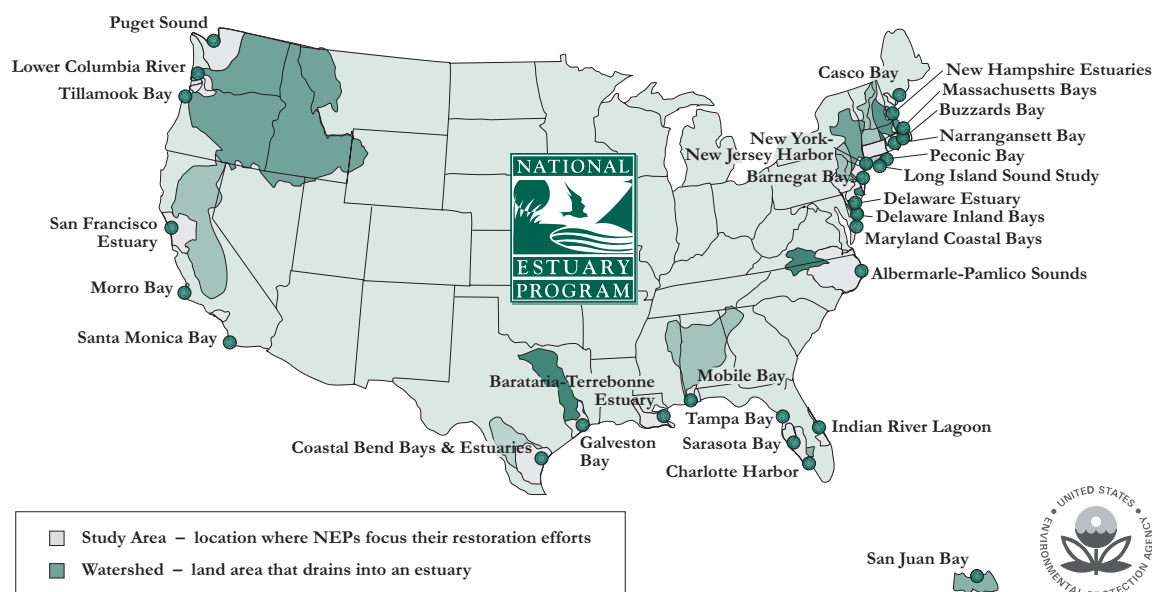 Puget Sound
Lower Columbia River
Tillamook Bay
San Francisco
Estuary
Morro Bay
Santa Monica Bay
NATIONAL
ESTUARY
PROGRAM
Casco Bay
New Hampshire Estuaries
Massachusetts Bays
Buzzards Bay
Narrangansett Bay
Peconic Bay
Long Island Sound Study
New York-
New Jersey Harbor
Barnegat Bay
Delaware Estuary
Delaware Inland Bays
Maryland Coastal Bays
Albermarle-Pamlico Sounds
Barataria-Terrebonne
Estuary
Mobile Bay
Tampa Bay
Sarasota Bay
Charlotte Harbor
Indian River Lagoon
Coastal Bend Bays & Estuaries
Galveston
Bay
Study Area – location where NEPs focus their restoration efforts
Watershed – land area that drains into an estuary
San Juan Bay
UNITED STATES
ENVIRONMENTAL PROTECTION AGENCY